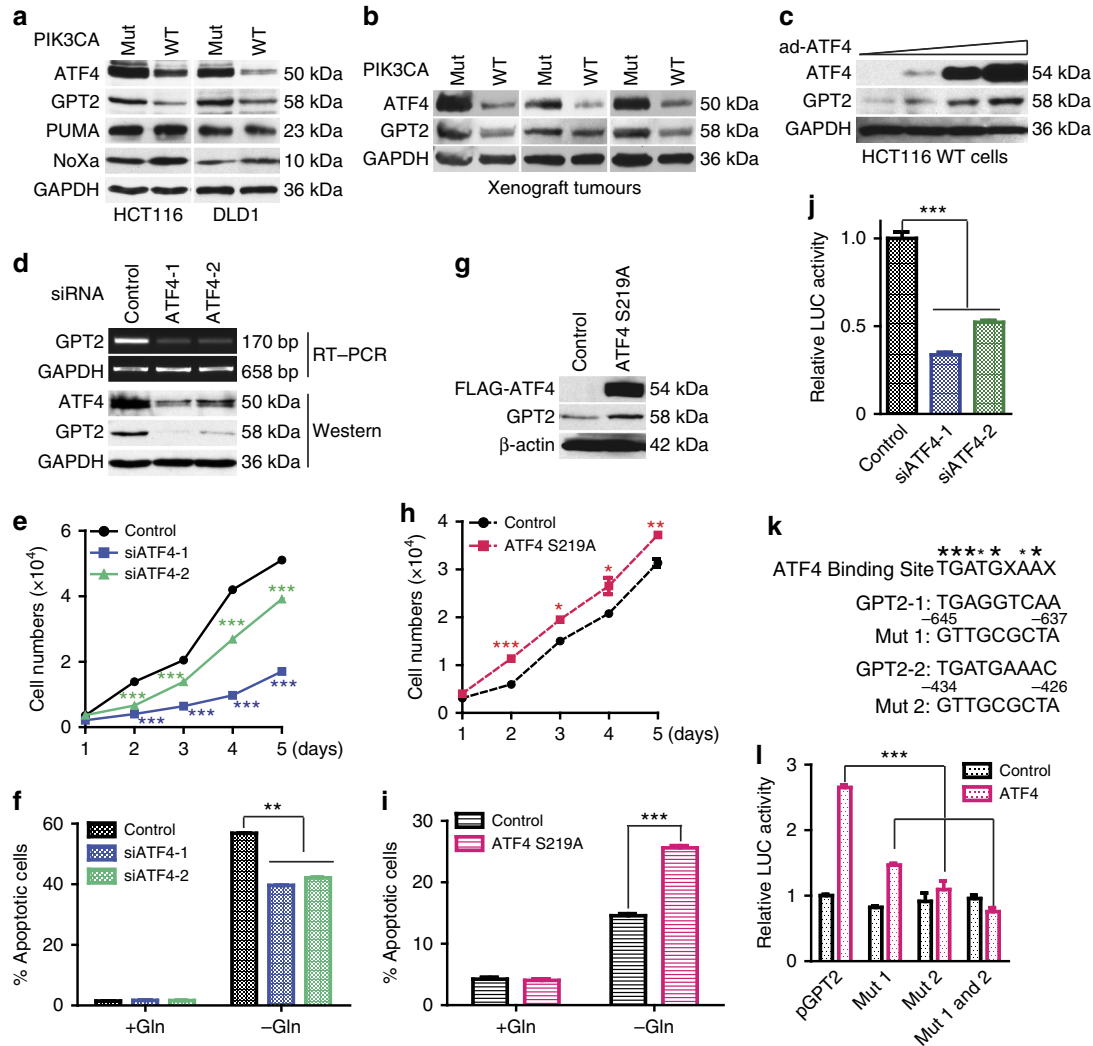 a
PIK3CA Mut WT Mut WT
ATF4 50 kDa
GPT2 58 kDa
PUMA 23 kDa
NoXa 10 kDa
GAPDH 36 kDa
HCT116 DLD1
b
PIK3CA Mut WT Mut WT Mut WT
ATF4 50 kDa
GPT2 58 kDa
GAPDH 36 kDa
Xenograft tumours
c
ad-ATF4
ATF4 54 kDa
GPT2 58 kDa
GAPDH 36 kDa
HCT116 WT cells
d
siRNA Control ATF4-1 ATF4-2
GPT2 170 bp
GAPDH 658 bp
RT–PCR
ATF4 50 kDa
GPT2 58 kDa
GAPDH 36 kDa
Western
g
Control ATF4 S219A
FLAG-ATF4 54 kDa
GPT2 58 kDa
β-actin 42 kDa
j
Relative LUC activity
1.0
0.5
0
***
Control siATF4-1 siATF4-2
e
Cell numbers (×10⁴)
6
4
2
0
Control
siATF4-1
siATF4-2
*** *** *** ***
*** *** *** ***
1 2 3 4 5 (days)
h
Cell numbers (×10⁴)
4
3
2
1
0
Control
ATF4 S219A
*** * * **
1 2 3 4 5 (days)
k
***** **
ATF4 Binding Site TGATGXAAX
GPT2-1: TGAGGTCAA
–645 –637
Mut 1: GTTGCGCTA
GPT2-2: TGATGAAAC
–434 –426
Mut 2: GTTGCGCTA
f
% Apoptotic cells
60
40
20
0
Control
siATF4-1
siATF4-2
**
+Gln –Gln
i
% Apoptotic cells
30
20
10
0
Control
ATF4 S219A
***
+Gln –Gln
l
Relative LUC activity
3
2
1
0
***
Control
ATF4
pGPT2 Mut 1 Mut 2 Mut 1 and 2